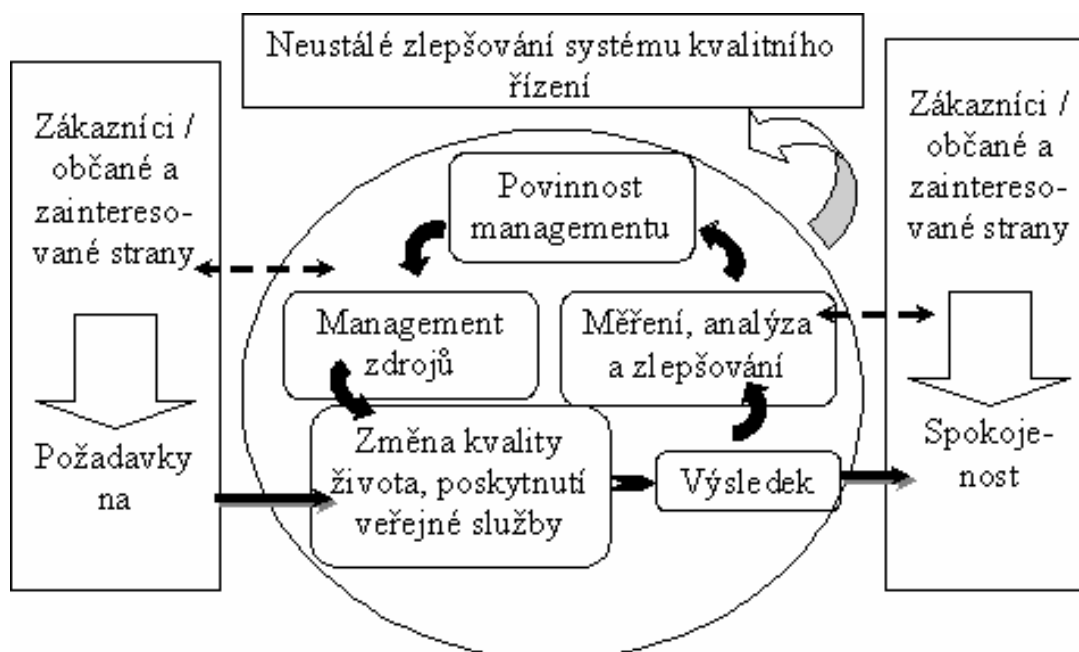 Neustálé zlepšování systému kvalitního
řízení
Zákazníci /
občané a
zaintereso-
vané strany
Požadavky
na
Povinnost
managementu
Management
zdrojů
Měření, analýza
a zlepšování
Změna kvality
života, poskytnutí
veřejné služby
Výsledek
Zákazníci /
občané a
zaintereso-
vané strany
Spokoje-
nost